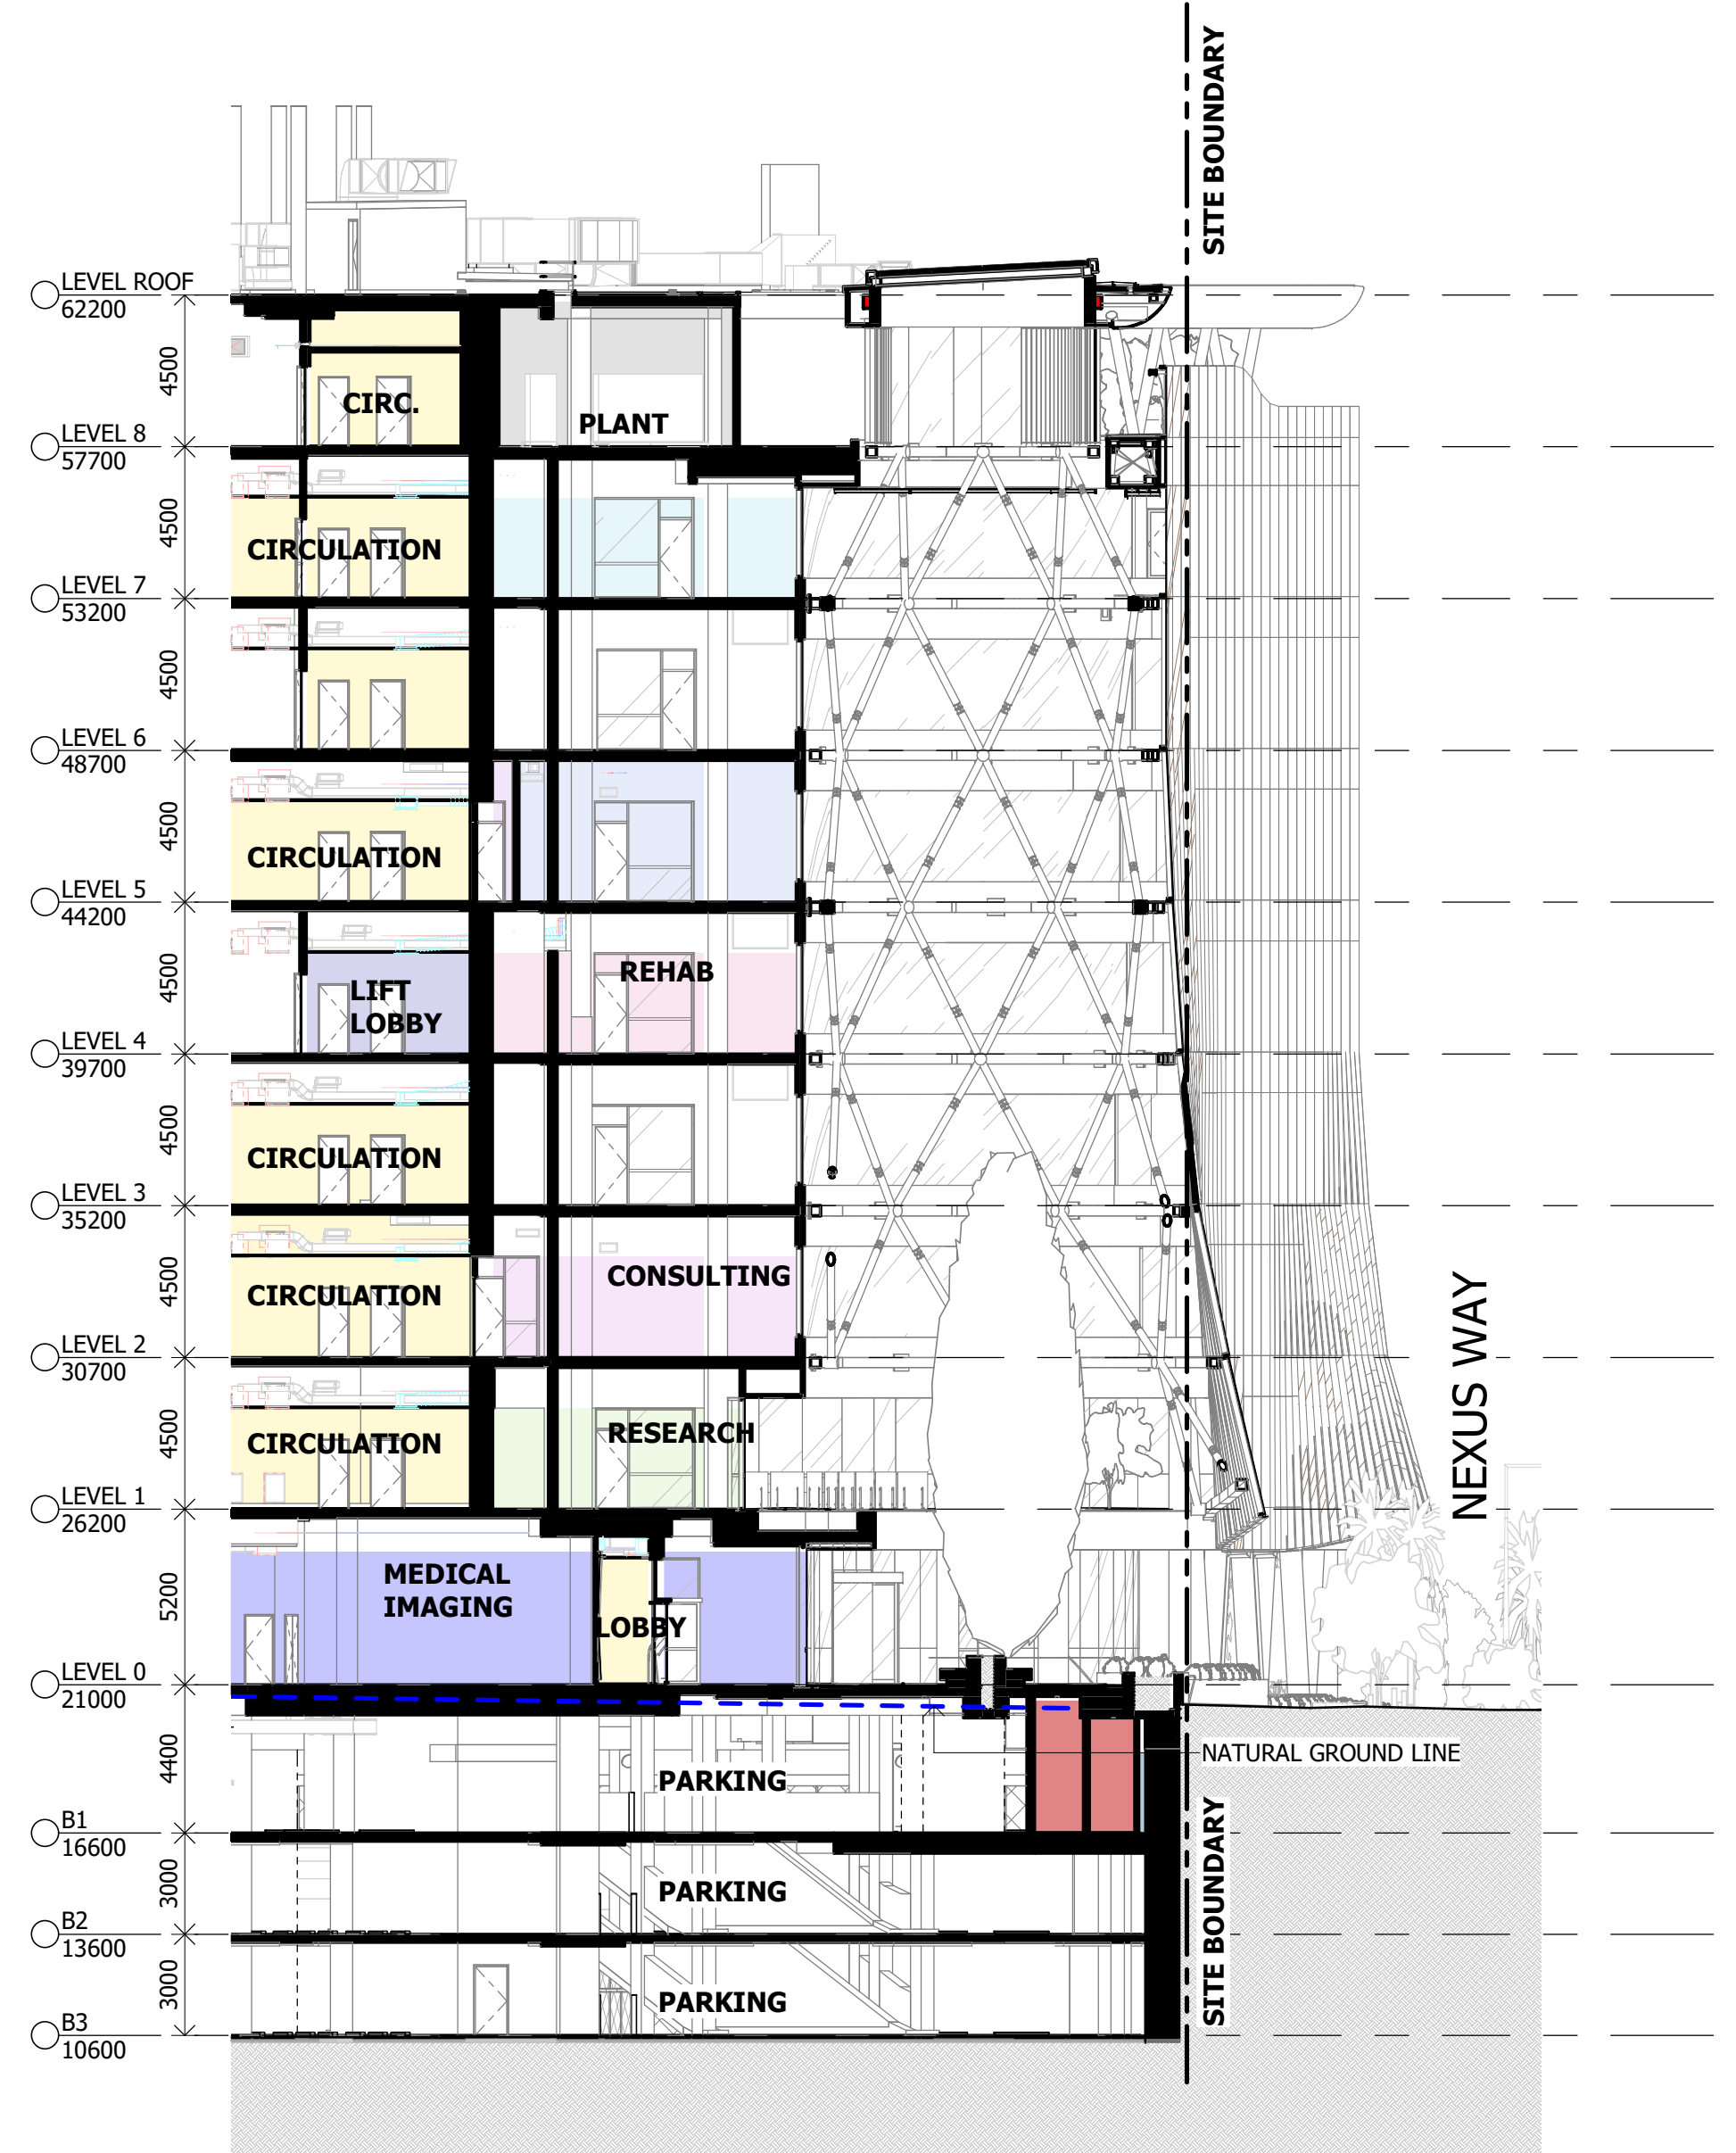 SITE BOUNDARY
LEVEL ROOF
62200
4500
CIRC.
PLANT
LEVEL 8
57700
4500
CIRCULATION
LEVEL 7
53200
4500
LEVEL 6
48700
4500
CIRCULATION
LEVEL 5
44200
4500
LIFT
LOBBY
REHAB
LEVEL 4
39700
4500
CIRCULATION
LEVEL 3
35200
4500
CIRCULATION
CONSULTING
LEVEL 2
30700
4500
CIRCULATION
RESEARCH
NEXUS WAY
LEVEL 1
26200
5200
MEDICAL
IMAGING
LOBBY
LEVEL 0
21000
4400
PARKING
NATURAL GROUND LINE
B1
16600
3000
PARKING
SITE BOUNDARY
B2
13600
3000
PARKING
B3
10600